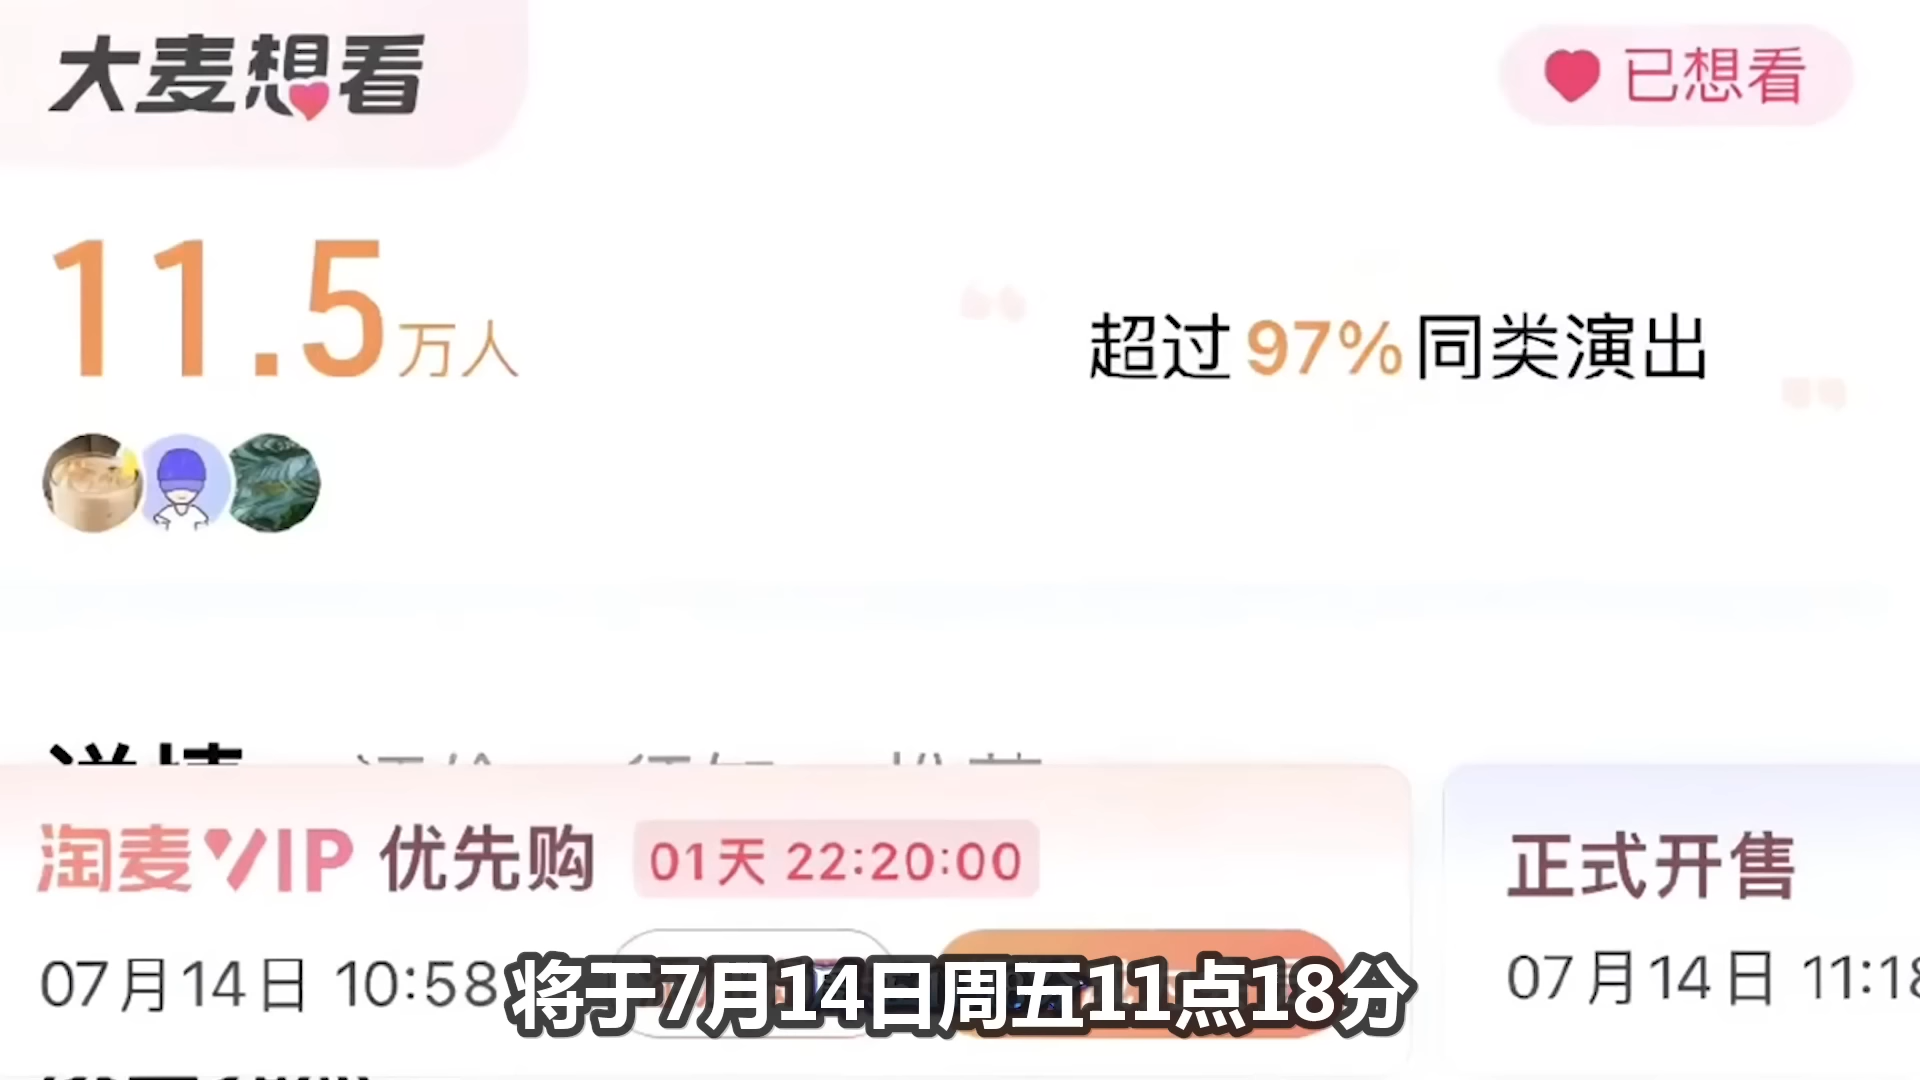 大麦想看
已想看
11.5万人
超过97%同类演出
详情
淘麦VIP 优先购 01天 22:20:00
正式开售
07月14日 10:58
07月14日 11:18
将于7月14日周五11点18分